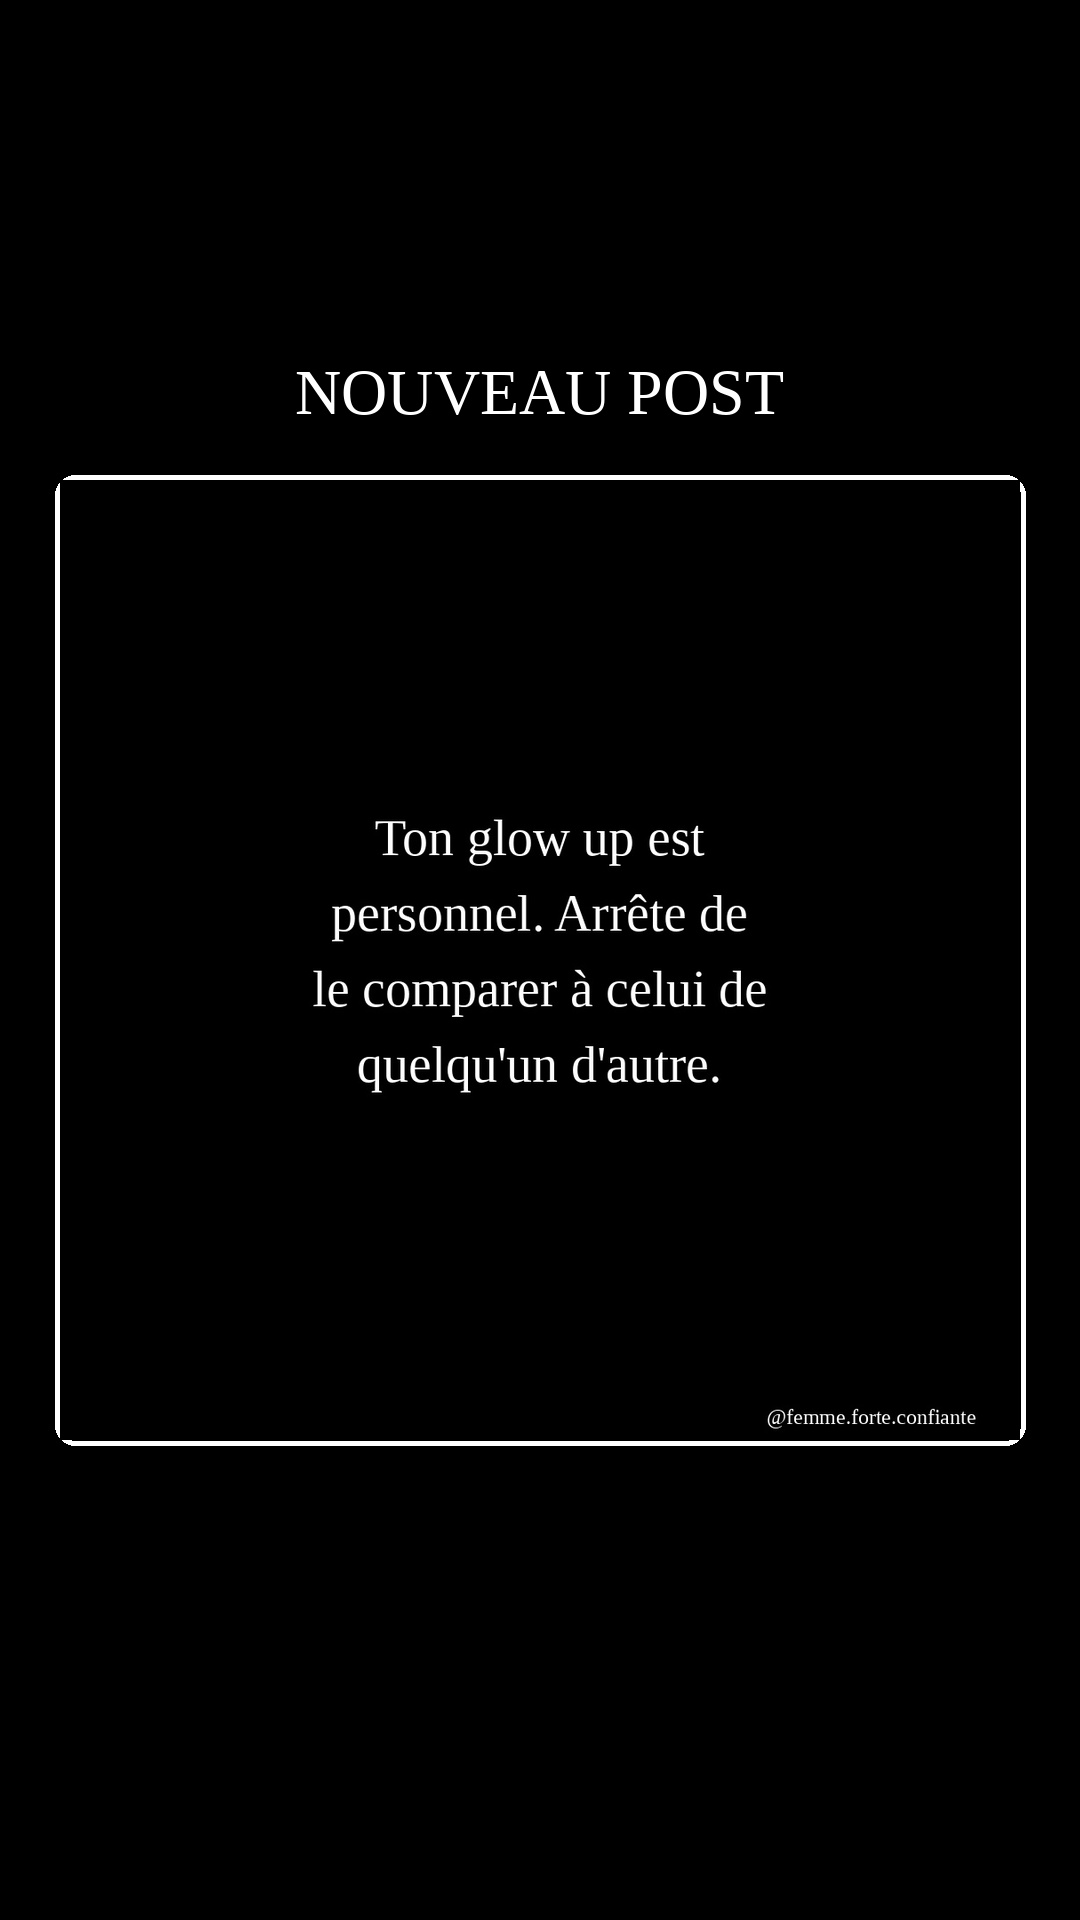 NOUVEAU POST
Ton glow up est
personnel. Arrête de
le comparer à celui de
quelqu'un d'autre.
@femme.forte.confiante